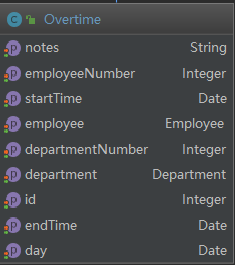 Overtime
notes String
employeeNumber Integer
startTime Date
employee Employee
departmentNumber Integer
department Department
id Integer
endTime Date
day Date